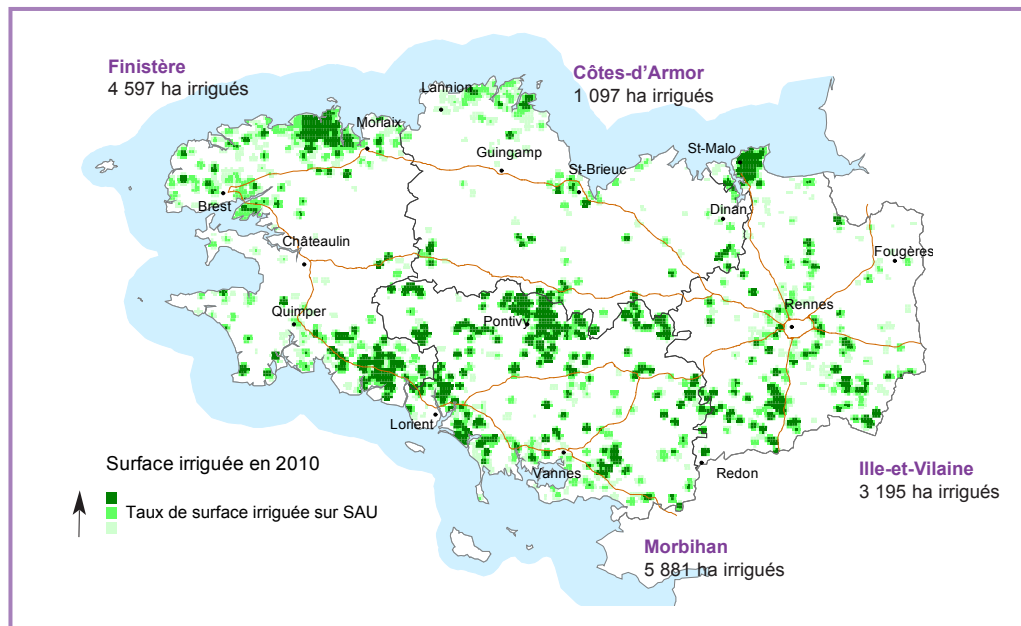 Finistère
4 597 ha irrigués
Côtes-d'Armor
1 097 ha irrigués
Lannion
Morlaix
Guingamp
St-Brieuc
St-Malo
Brest
Dinan
Châteaulin
Fougères
Quimper
Pontivy
Rennes
Lorient
Vannes
Redon
Surface irriguée en 2010
Taux de surface irriguée sur SAU
Ille-et-Vilaine
3 195 ha irrigués
Morbihan
5 881 ha irrigués